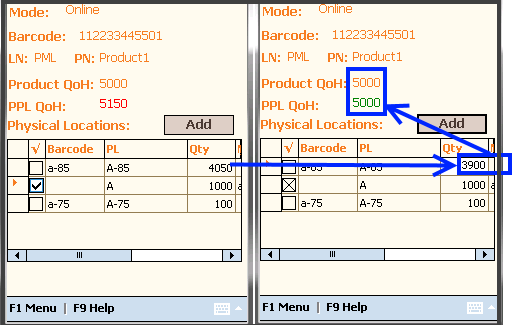 Mode: Online
Barcode: 112233445501
LN: PML PN: Product1
Product QoH: 5000
PPL QoH: 5150
Physical Locations: Add
√ Barcode PL Qty
a-85 A-85 4050
A 1000 a
a-75 A-75 100
F1 Menu | F9 Help
Mode: Online
Barcode: 112233445501
LN: PML PN: Product1
Product QoH: 5000
PPL QoH: 5000
Physical Locations: Add
√ Barcode PL Qty
a-85 A-85 3900
A 1000 a
a-75 A-75 100
F1 Menu | F9 Help